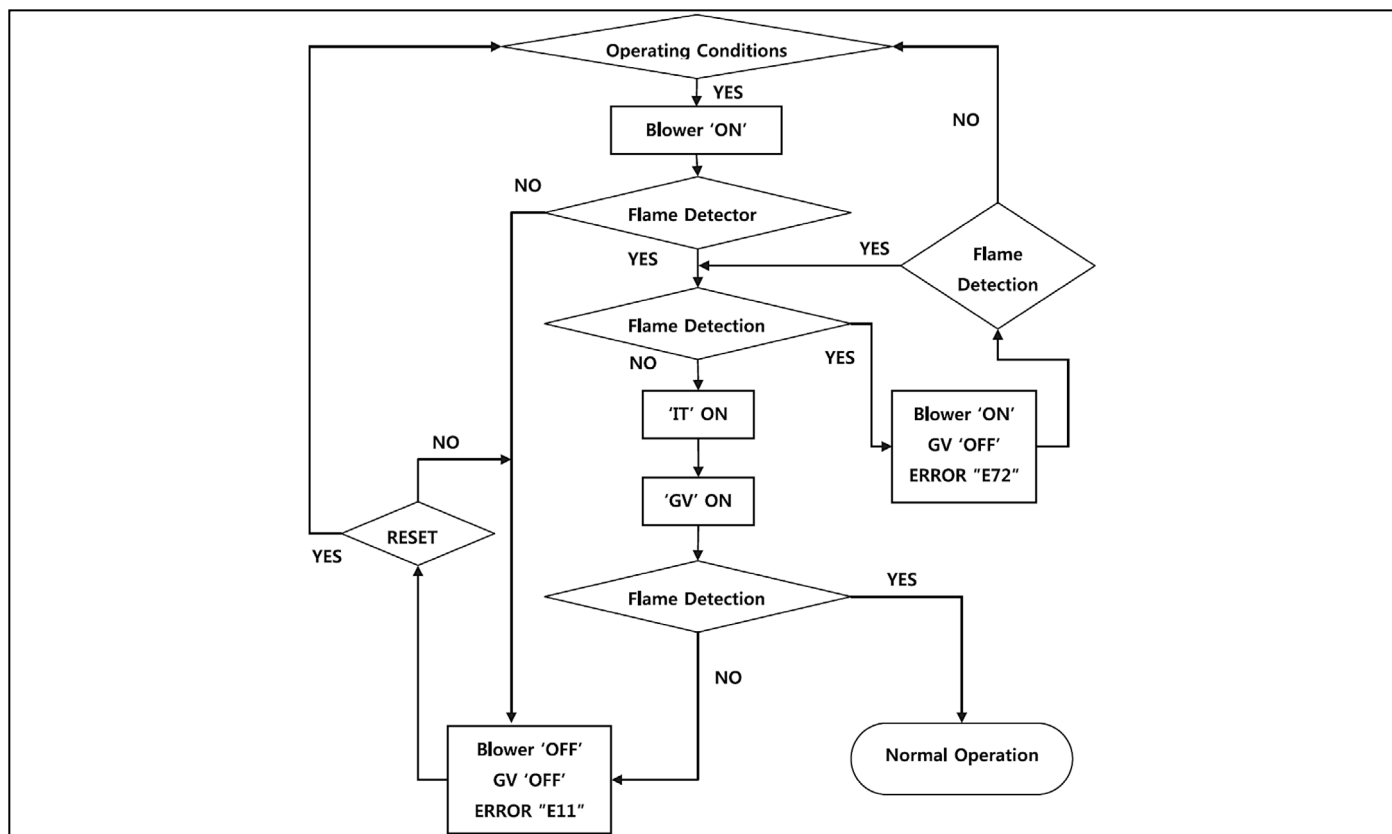 Operating Conditions
YES
NO
Blower ‘ON’
NO
Flame Detector
YES
YES
Flame
Detection
Flame Detection
NO
YES
‘IT’ ON
Blower ‘ON’
GV ‘OFF’
ERROR "E72"
NO
‘GV’ ON
RESET
YES
Flame Detection
YES
NO
Blower ‘OFF’
GV ‘OFF’
ERROR "E11"
Normal Operation